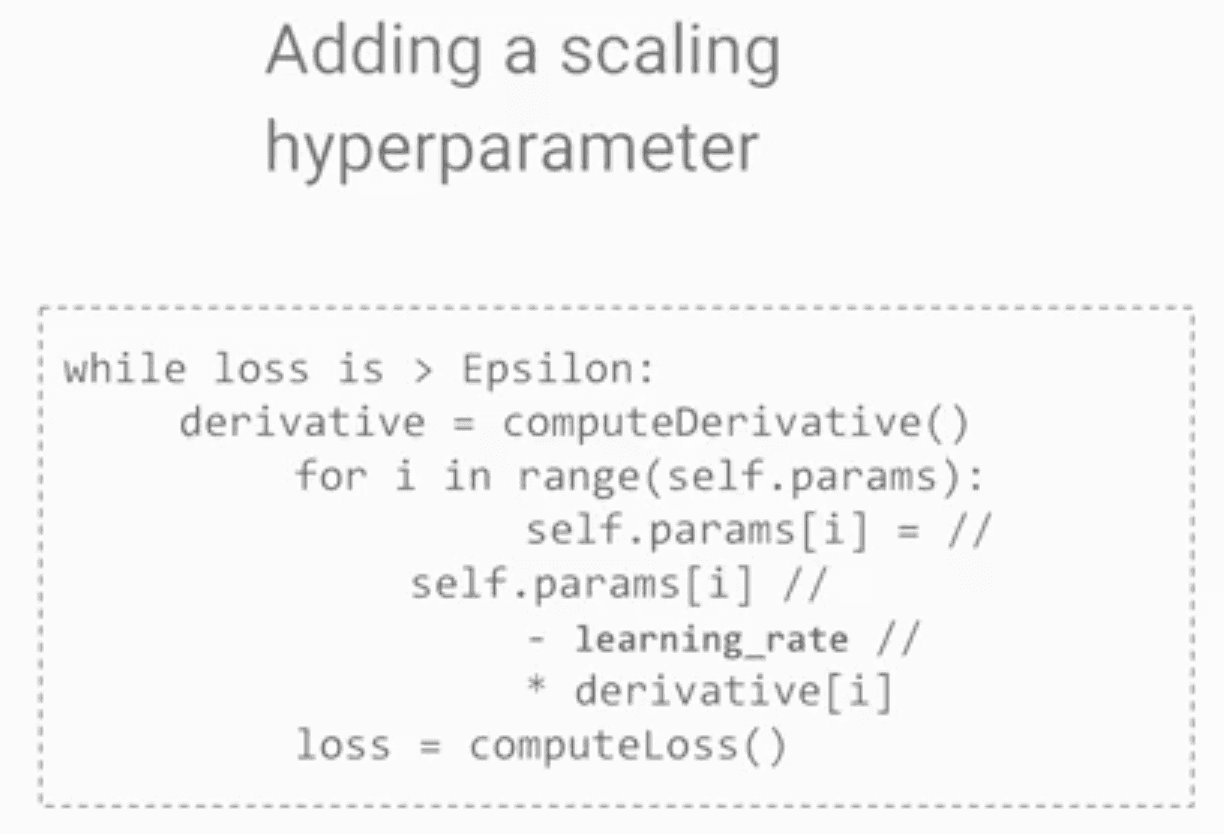 Adding a scaling
hyperparameter
while loss is > Epsilon:
derivative = computeDerivative()
for i in range(self.params):
self.params[i] = //
self.params[i] //
- learning_rate //
* derivative[i]
loss = computeLoss()